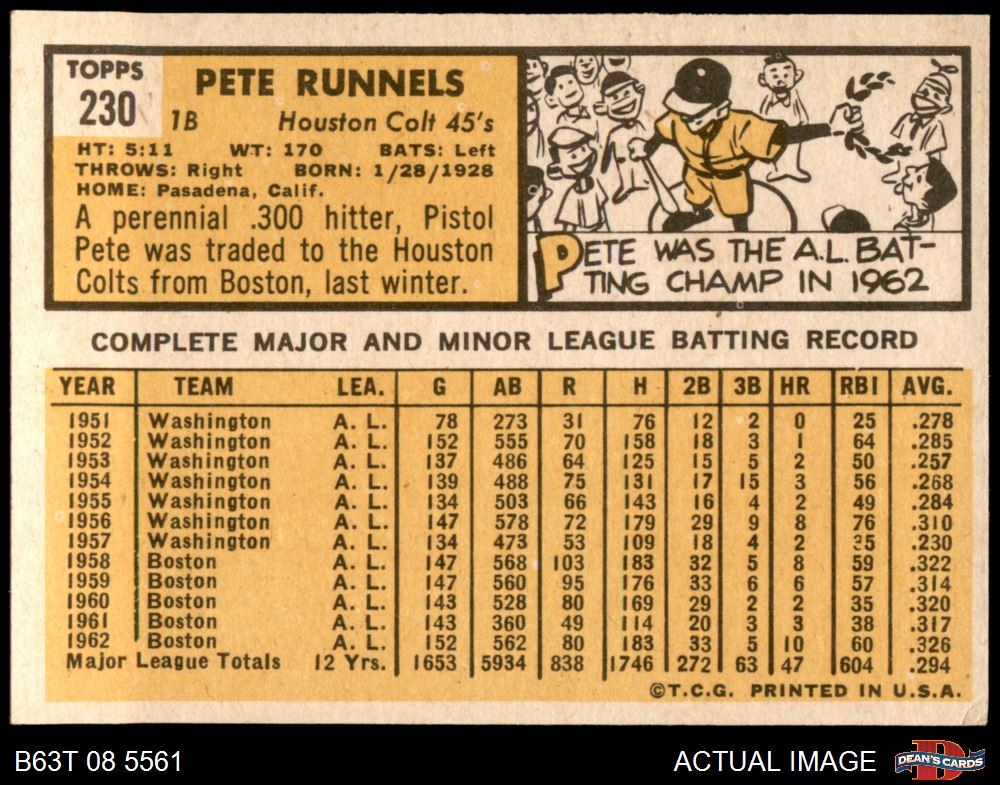 TOPPS
230
PETE RUNNELS
1B Houston Colt 45's
HT: 5:11 WT: 170 BATS: Left
THROWS: Right BORN: 1/28/1928
HOME: Pasadena, Calif.
A perennial .300 hitter, Pistol
Pete was traded to the Houston
Colts from Boston, last winter.
PETE WAS THE A.L. BAT-
TING CHAMP IN 1962
COMPLETE MAJOR AND MINOR LEAGUE BATTING RECORD
YEAR TEAM LEA. G AB R H 2B 3B HR RBI AVG.
1951 Washington A. L. 78 273 31 76 12 2 0 25 .278
1952 Washington A. L. 152 555 70 158 18 3 1 64 .285
1953 Washington A. L. 137 486 64 125 15 5 2 50 .257
1954 Washington A. L. 139 488 75 131 17 15 3 56 .268
1955 Washington A. L. 134 503 66 143 16 4 2 49 .284
1956 Washington A. L. 147 578 72 179 29 9 8 76 .310
1957 Washington A. L. 134 473 53 109 18 4 2 35 .230
1958 Boston A. L. 147 568 103 183 32 5 8 59 .322
1959 Boston A. L. 147 560 95 176 33 6 6 57 .314
1960 Boston A. L. 143 528 80 169 29 2 2 35 .320
1961 Boston A. L. 143 360 49 114 20 3 3 38 .317
1962 Boston A. L. 152 562 80 183 33 5 10 60 .326
Major League Totals 12 Yrs. 1653 5934 838 1746 272 63 47 604 .294
©T.C.G. PRINTED IN U.S.A.
B63T 08 5561
ACTUAL IMAGE
DEAN'S CARDS